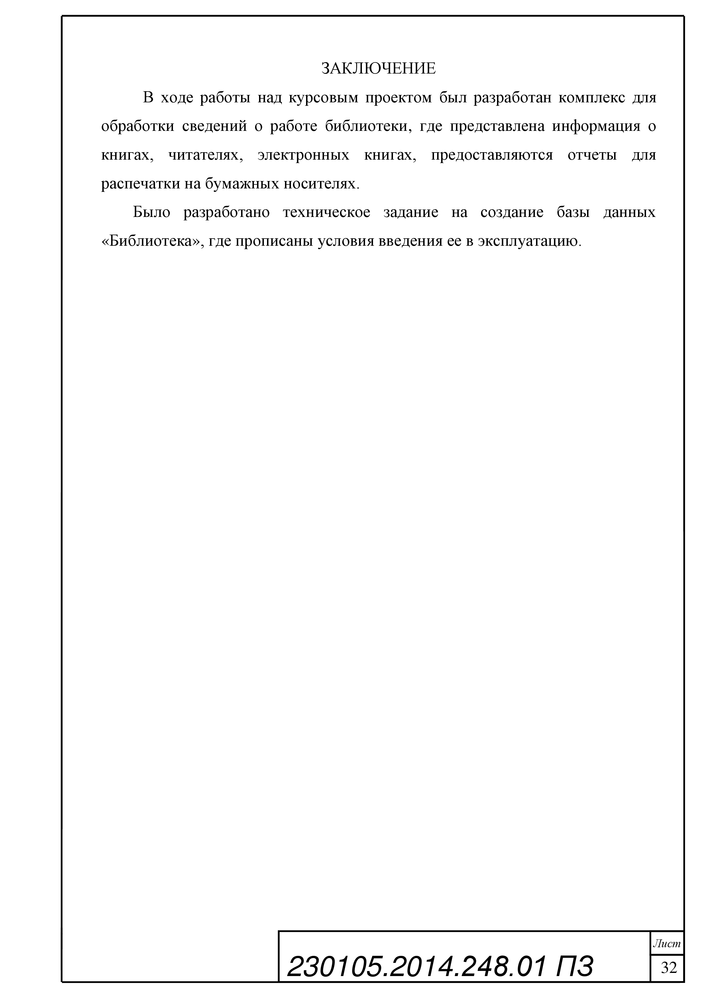 ЗАКЛЮЧЕНИЕ
В ходе работы над курсовым проектом был разработан комплекс для
обработки сведений о работе библиотеки, где представлена информация о
книгах, читателях, электронных книгах, предоставляются отчеты для
распечатки на бумажных носителях.
Было разработано техническое задание на создание базы данных
«Библиотека», где прописаны условия введения ее в эксплуатацию.
Лист
230105.2014.248.01 ПЗ
32